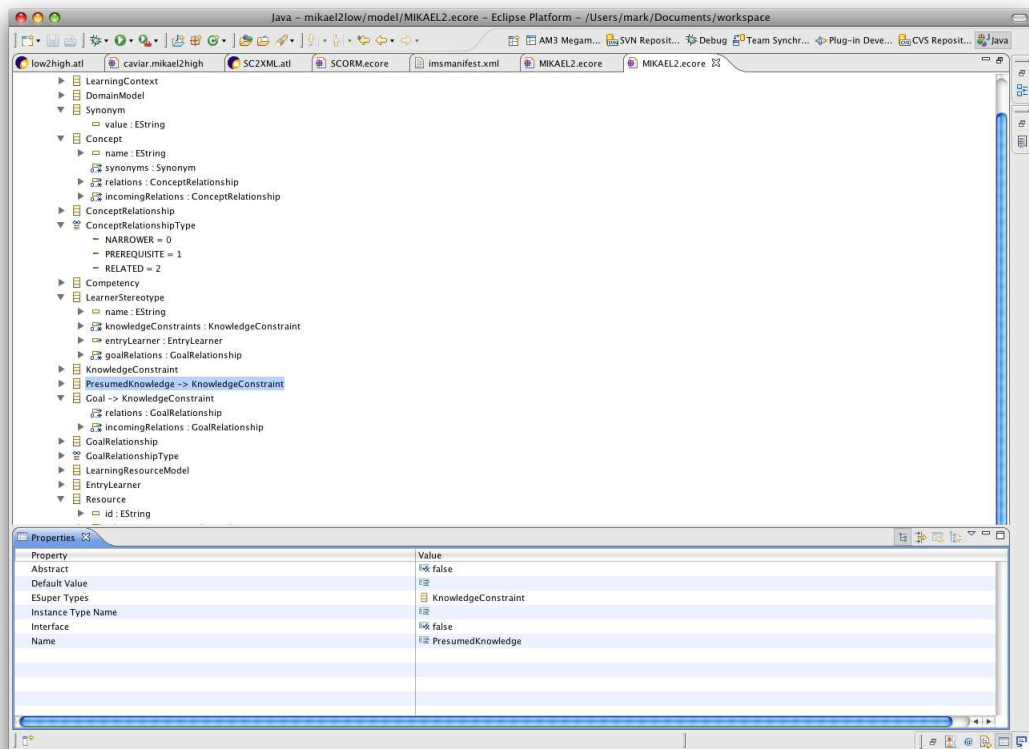 Java – mikael2low/model/MIKAEL2.ecore – Eclipse Platform – /Users/mark/Documents/workspace
AM3 Megam... SVN Reposit... Debug Team Synchr... Plug-in Deve... CVS Reposit... Java
low2high.atl caviar.mikael2high SC2XML.atl SCORM.ecore imsmanifest.xml MIKAEL2.ecore MIKAEL2.ecore
LearningContext
DomainModel
Synonym
value : EString
Concept
name : EString
synonyms : Synonym
relations : ConceptRelationship
incomingRelations : ConceptRelationship
ConceptRelationship
ConceptRelationshipType
NARROWER = 0
PREREQUISITE = 1
RELATED = 2
Competency
LearnerStereotype
name : EString
knowledgeConstraints : KnowledgeConstraint
entryLearner : EntryLearner
goalRelations : GoalRelationship
KnowledgeConstraint
PresumedKnowledge -> KnowledgeConstraint
Goal -> KnowledgeConstraint
relations : GoalRelationship
incomingRelations : GoalRelationship
GoalRelationship
GoalRelationshipType
LearningResourceModel
EntryLearner
Resource
id : EString
Properties
Property Value
Abstract false
Default Value
ESuper Types KnowledgeConstraint
Instance Type Name
Interface false
Name PresumedKnowledge